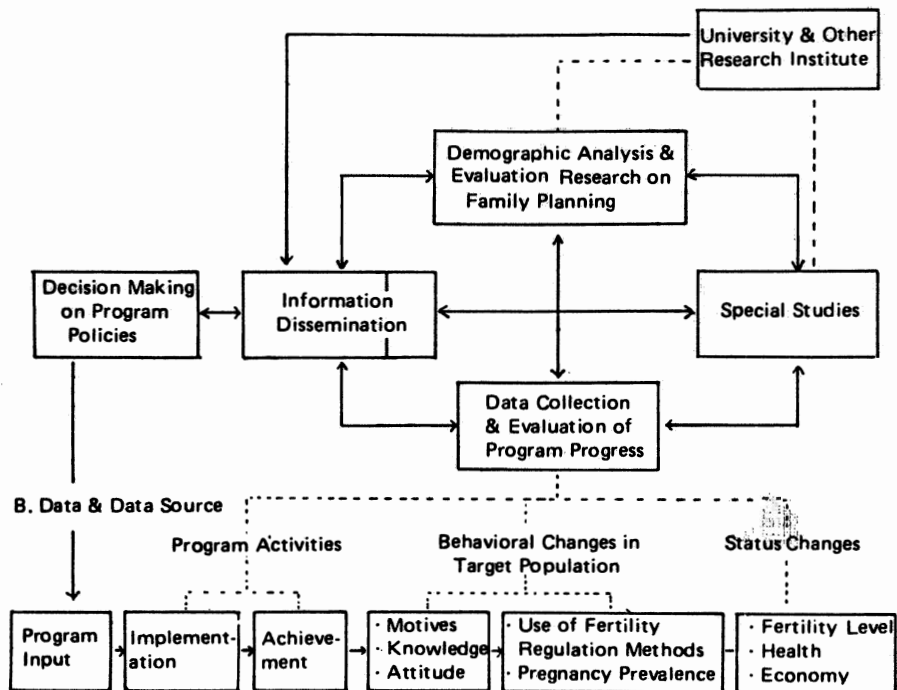 University & Other
Research Institute
Demographic Analysis &
Evaluation Research on
Family Planning
Decision Making
on Program
Policies
Information
Dissemination
Special Studies
Data Collection
& Evaluation of
Program Progress
B. Data & Data Source
Program Activities
Behavioral Changes in
Target Population
Status Changes
Program
Input
Implement-
ation
Achieve-
ment
· Motives
· Knowledge
· Attitude
· Use of Fertility
Regulation Methods
· Pregnancy Prevalence
· Fertility Level
· Health
· Economy